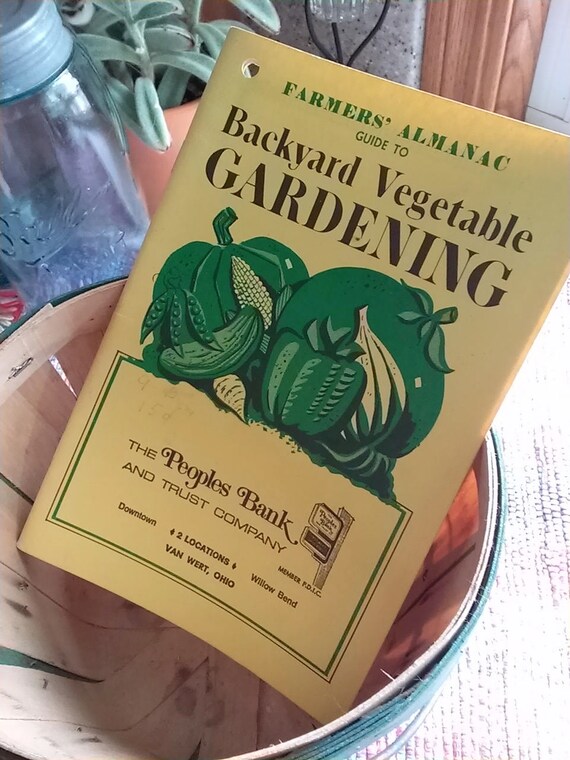 FARMERS' ALMANAC
GUIDE TO
Backyard Vegetable
GARDENING
THE Peoples Bank
AND TRUST COMPANY
Downtown
2 LOCATIONS
Willow Bend
VAN WERT, OHIO
MEMBER F.D.I.C.